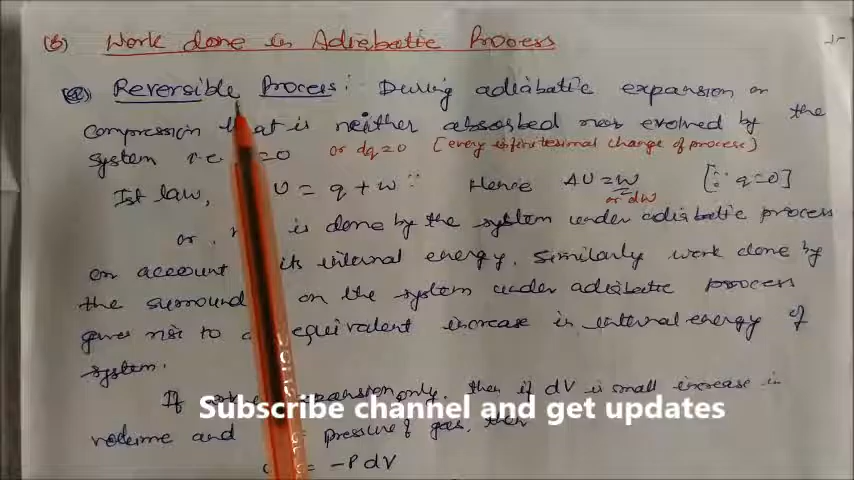 (B) Work done in Adiabatic Process
(a) Reversible Process: During adiabatic expansion or
compression heat is neither absorbed nor evolved by the
system i.e. =0 or dq=0 [every infinitesimal change of process]
Ist law, U = q + w ∵ Hence ΔU = w [∵ q=0]
or dw
or, is done by the system under adiabatic process
on account its internal energy. Similarly work done by
the surround on the system under adiabatic process
gives rise to equivalent increase in internal energy of
system.
If expansion only, then if dV is small increase in
Subscribe channel and get updates
volume and pressure of gas, then
= -PdV